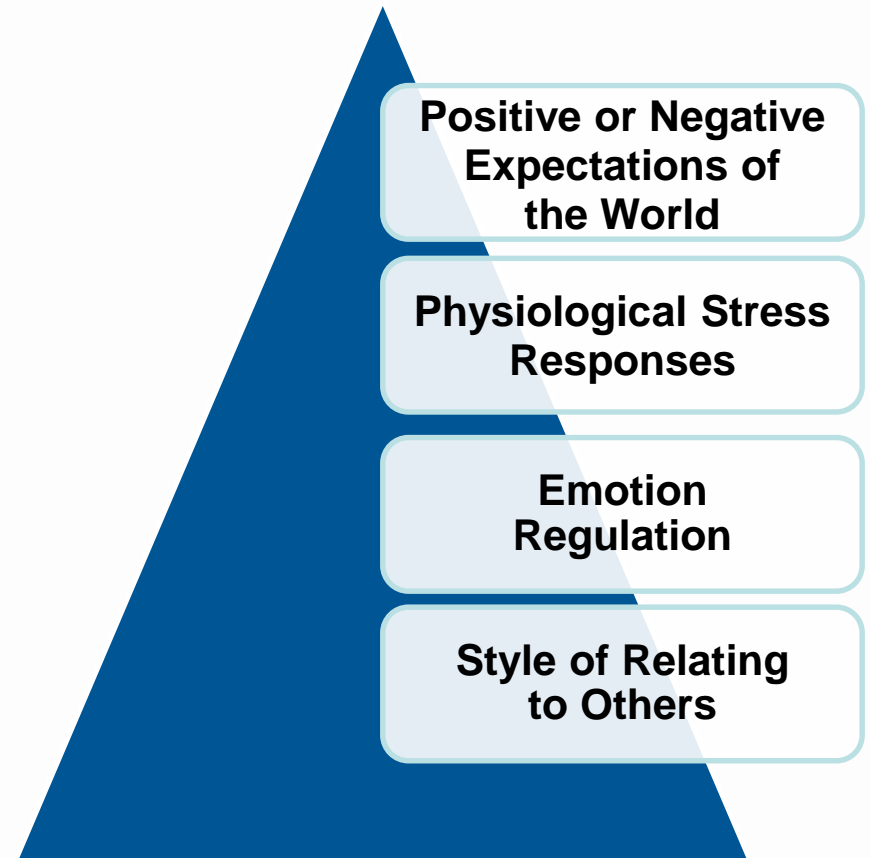 Positive or Negative
Expectations of
the World
Physiological Stress
Responses
Emotion
Regulation
Style of Relating
to Others